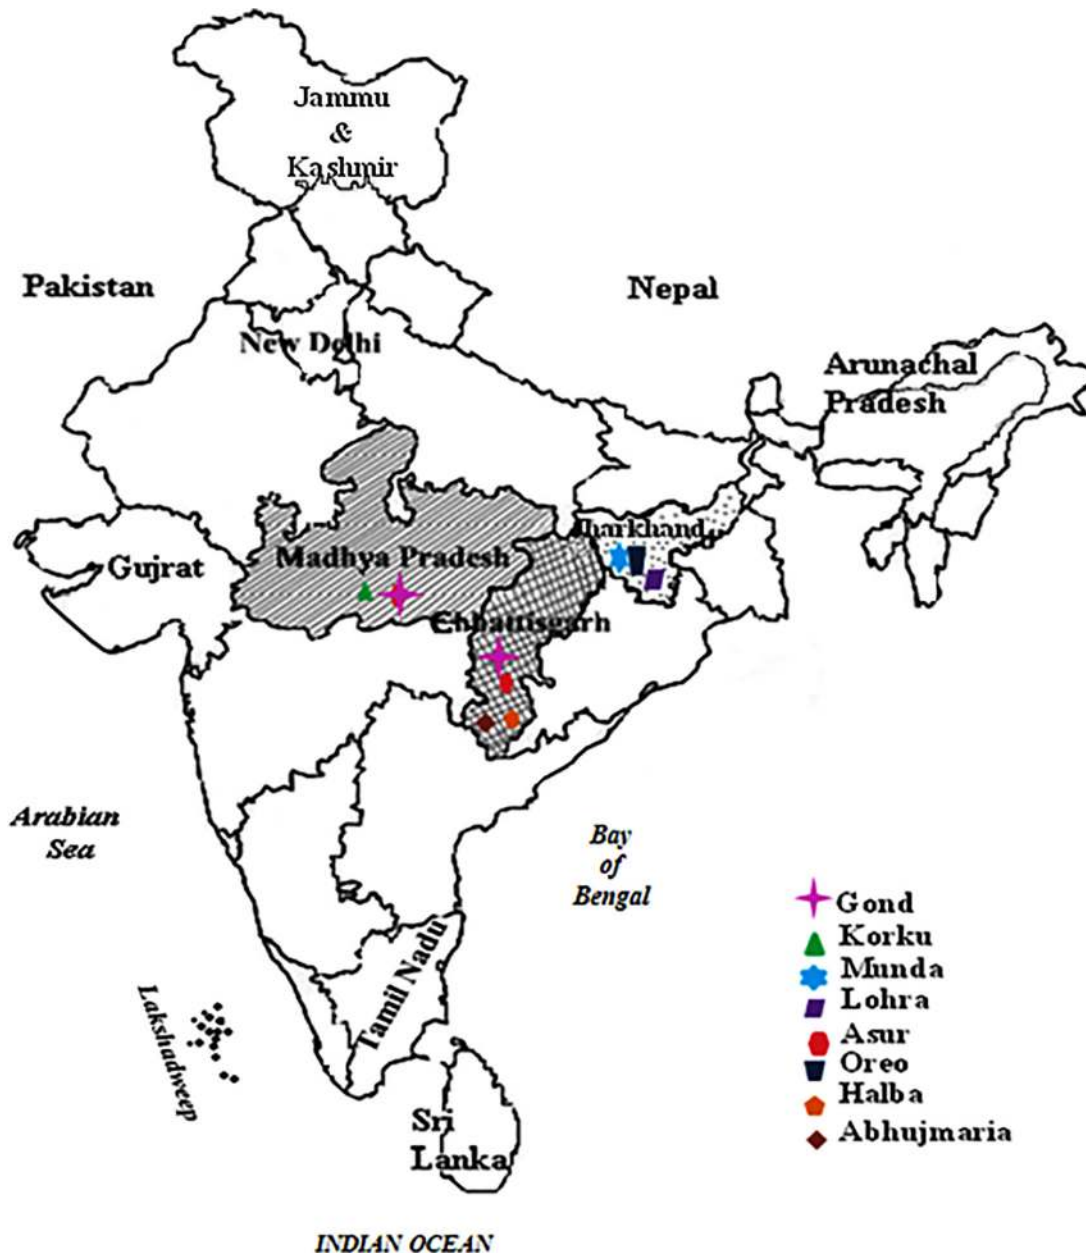 Jammu
&
Kashmir
Pakistan
Nepal
New Delhi
Arunachal
Pradesh
Jharkhand
Madhya Pradesh
Gujrat
Chhattisgarh
Arabian
Sea
Bay
of
Bengal
Gond
Korku
Munda
Lohra
Asur
Oreo
Halba
Abhujmaria
Tamil Nadu
Lakshadweep
Sri
Lanka
INDIAN OCEAN